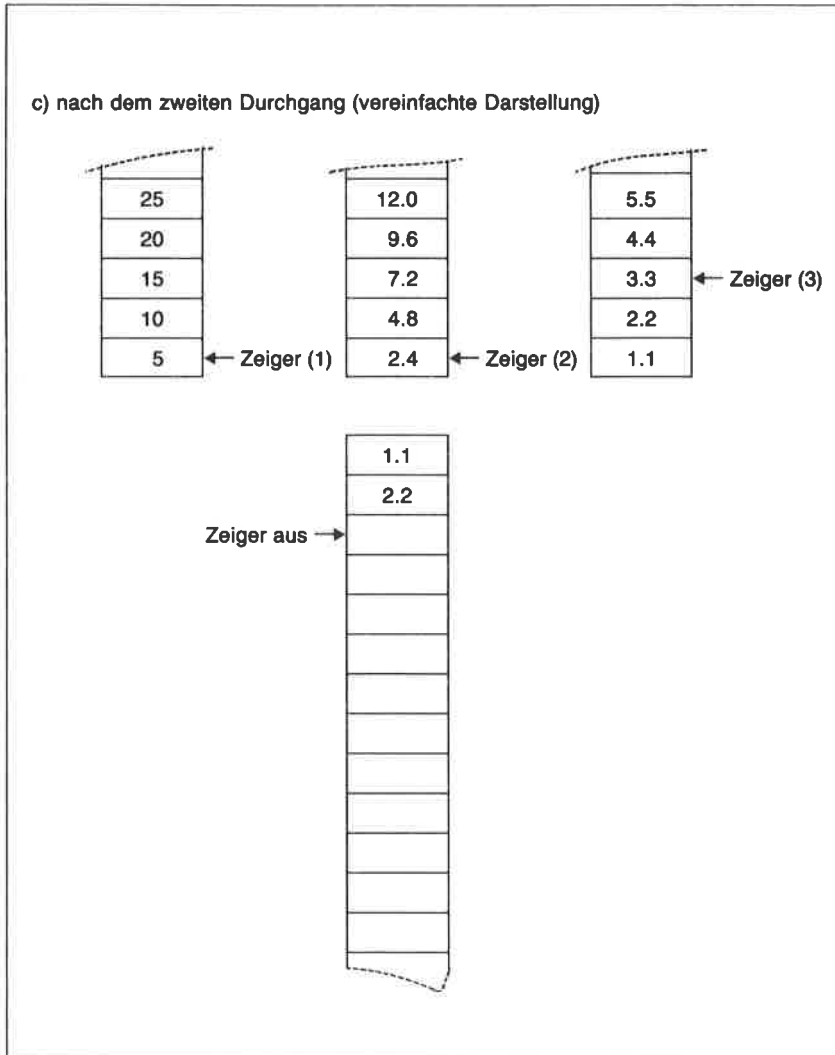 c) nach dem zweiten Durchgang (vereinfachte Darstellung)
25 12.0 5.5
20 9.6 4.4
15 7.2 3.3 Zeiger (3)
10 4.8 2.2
5 Zeiger (1) 2.4 Zeiger (2) 1.1
1.1
2.2
Zeiger aus